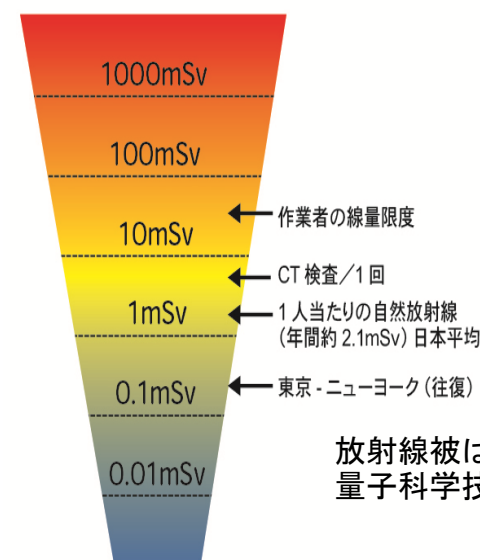 1000mSv
100mSv
作業者の線量限度
10mSv
CT 検査／1回
1mSv
1人当たりの自然放射線
（年間約 2.1mSv）日本平均
0.1mSv
東京 - ニューヨーク（往復）
放射線被
量子科学技
0.01mSv